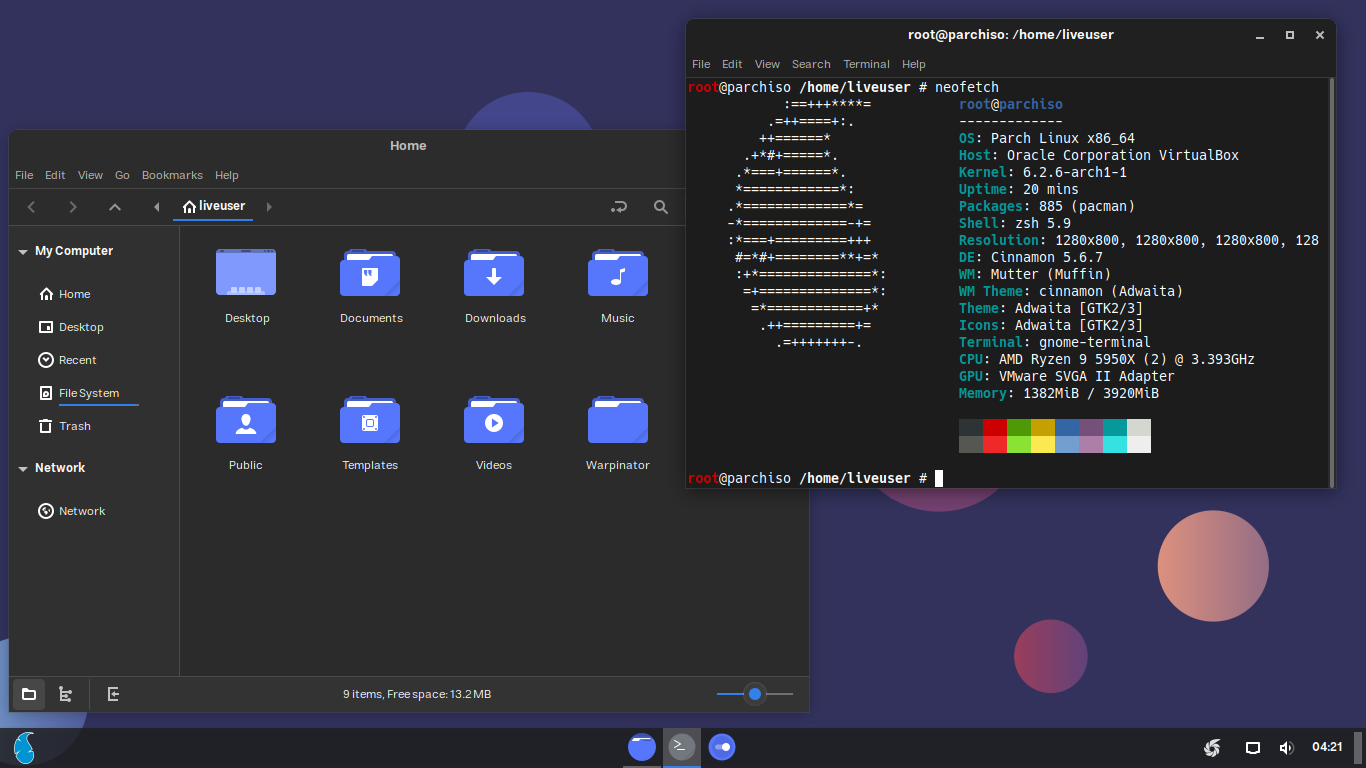 root@parchiso: /home/liveuser
File Edit View Search Terminal Help
root@parchiso /home/liveuser # neofetch
:==+++****=
.=++====+:.
++======*
.+*#+=====*.
.*===+======*.
*============*:
.*=============*=
-*=============-+=
:*===+=========+++
#=*#+========**+=*
:+*==============*:
=+==============*:
=*============+*
.++=========+=
.=+++++++-.
root@parchiso
-------------
OS: Parch Linux x86_64
Host: Oracle Corporation VirtualBox
Kernel: 6.2.6-arch1-1
Uptime: 20 mins
Packages: 885 (pacman)
Shell: zsh 5.9
Resolution: 1280x800, 1280x800, 1280x800, 128
DE: Cinnamon 5.6.7
WM: Mutter (Muffin)
WM Theme: cinnamon (Adwaita)
Theme: Adwaita [GTK2/3]
Icons: Adwaita [GTK2/3]
Terminal: gnome-terminal
CPU: AMD Ryzen 9 5950X (2) @ 3.393GHz
GPU: VMware SVGA II Adapter
Memory: 1382MiB / 3920MiB
root@parchiso /home/liveuser #
Home
File Edit View Go Bookmarks Help
liveuser
My Computer
Home
Desktop
Recent
File System
Trash
Network
Network
Desktop Documents Downloads Music
Public Templates Videos Warpinator
9 items, Free space: 13.2 MB
04:21